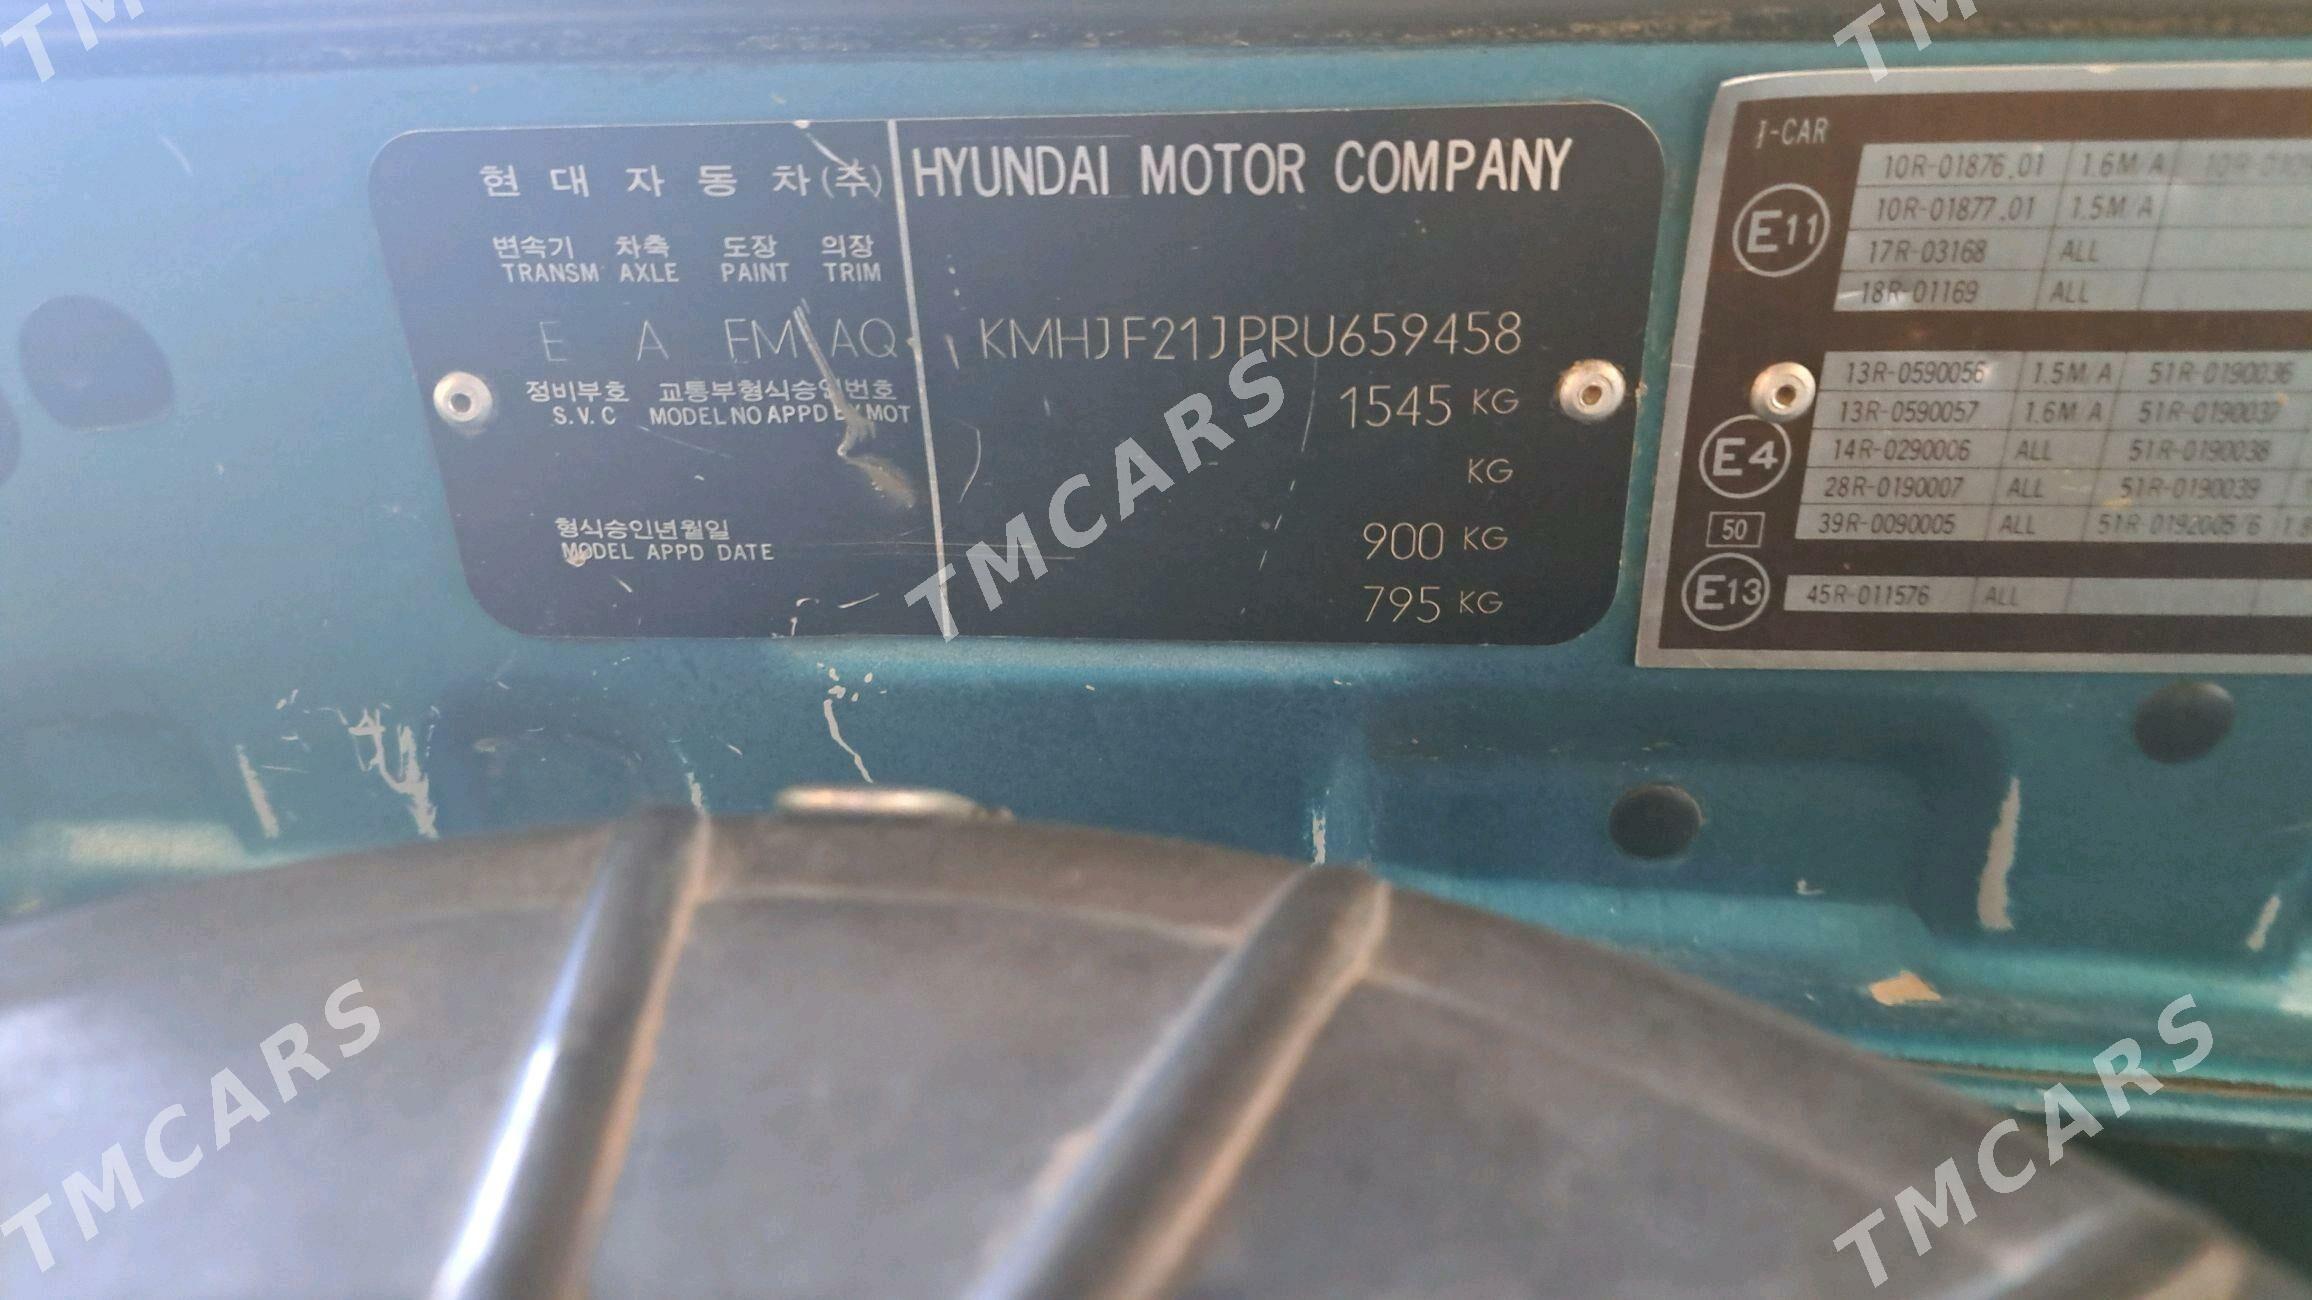 현대자동차(주) HYUNDAI MOTOR COMPANY
변속기 차축 도장 의장
TRANSM AXLE PAINT TRIM
E A FM AQ KMHJF21JPRU659458
정비부호 교통부형식승인번호
S.V.C MODEL NO APPD BY MOT
1545 KG
KG
형식승인년월일
MODEL APPD DATE
900 KG
795 KG
J-CAR
E11
10R-01876.01 1.6M/A
10R-01877.01 1.5M/A
17R-03168 ALL
18R-01169 ALL
E4
13R-0590056 1.5M/A 51R-0190036
13R-0590057 1.6M/A 51R-0190037
14R-0290006 ALL 51R-0190038
28R-0190007 ALL 51R-0190039
50
39R-0090005 ALL 51R-0192005/6
E13
45R-011576 ALL
TMCARS
TMCARS
TMCARS